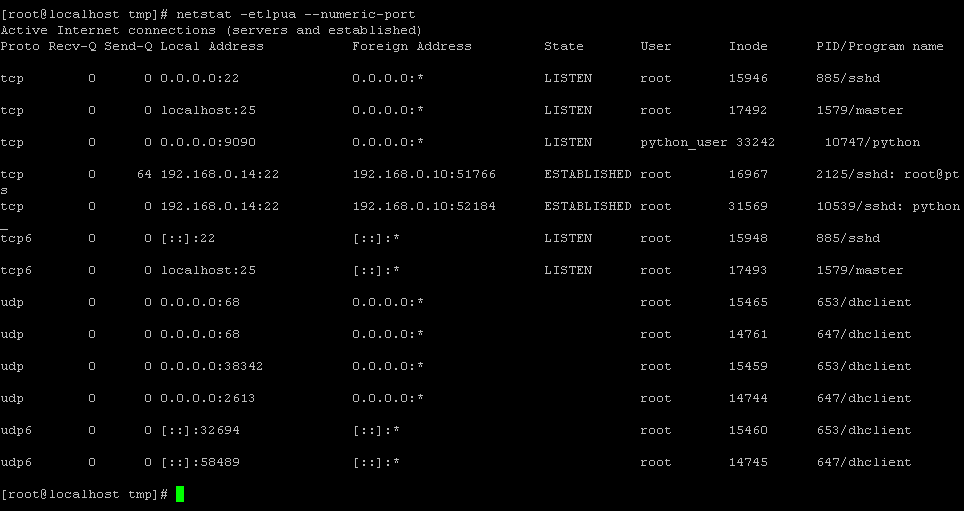 [root@localhost tmp]# netstat -etlpua --numeric-port
Active Internet connections (servers and established)
Proto Recv-Q Send-Q Local Address           Foreign Address         State       User       Inode      PID/Program name
tcp        0      0 0.0.0.0:22              0.0.0.0:*               LISTEN      root       15946      885/sshd
tcp        0      0 localhost:25            0.0.0.0:*               LISTEN      root       17492      1579/master
tcp        0      0 0.0.0.0:9090            0.0.0.0:*               LISTEN      python_user 33242      10747/python
tcp        0     64 192.168.0.14:22         192.168.0.10:51766      ESTABLISHED root       16967      2125/sshd: root@pt
s
tcp        0      0 192.168.0.14:22         192.168.0.10:52184      ESTABLISHED root       31569      10539/sshd: python
_
tcp6       0      0 [::]:22                 [::]:*                  LISTEN      root       15948      885/sshd
tcp6       0      0 localhost:25            [::]:*                  LISTEN      root       17493      1579/master
udp        0      0 0.0.0.0:68              0.0.0.0:*                           root       15465      653/dhclient
udp        0      0 0.0.0.0:68              0.0.0.0:*                           root       14761      647/dhclient
udp        0      0 0.0.0.0:38342           0.0.0.0:*                           root       15459      653/dhclient
udp        0      0 0.0.0.0:2613            0.0.0.0:*                           root       14744      647/dhclient
udp6       0      0 [::]:32694              [::]:*                              root       15460      653/dhclient
udp6       0      0 [::]:58489              [::]:*                              root       14745      647/dhclient
[root@localhost tmp]#